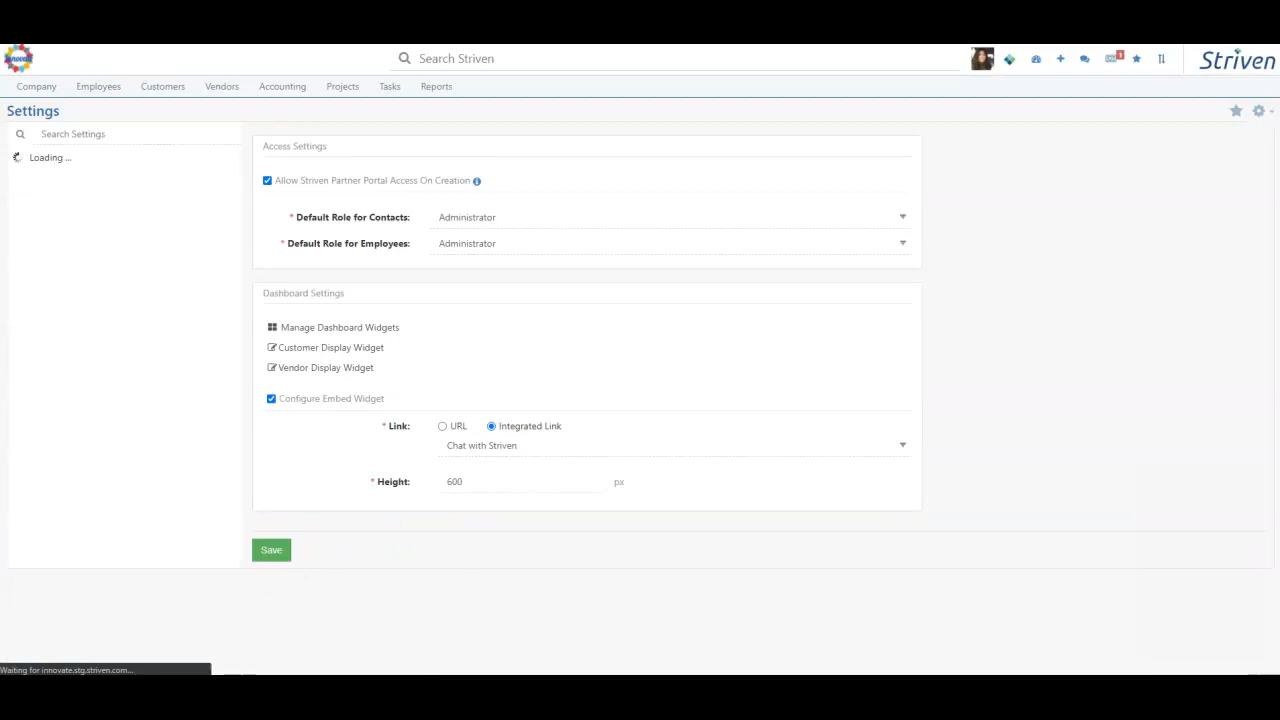 Innovate
Search Striven
1
Striven
Company Employees Customers Vendors Accounting Projects Tasks Reports
Settings
Search Settings
Loading ...
Access Settings
Allow Striven Partner Portal Access On Creation
* Default Role for Contacts: Administrator
* Default Role for Employees: Administrator
Dashboard Settings
Manage Dashboard Widgets
Customer Display Widget
Vendor Display Widget
Configure Embed Widget
* Link: URL Integrated Link
Chat with Striven
* Height: 600 px
Save
Waiting for innovate.stg.striven.com...